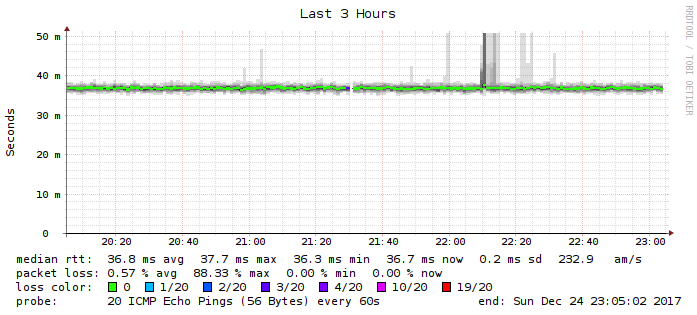 Last 3 Hours
RRDTOOL / TOBI OETIKER
Seconds
50 m
40 m
30 m
20 m
10 m
0
20:20 20:40 21:00 21:20 21:40 22:00 22:20 22:40 23:00
median rtt: 36.8 ms avg 37.7 ms max 36.3 ms min 36.7 ms now 0.2 ms sd 232.9 am/s
packet loss: 0.57 % avg 88.33 % max 0.00 % min 0.00 % now
loss color: 0 1/20 2/20 3/20 4/20 10/20 19/20
probe: 20 ICMP Echo Pings (56 Bytes) every 60s end: Sun Dec 24 23:05:02 2017